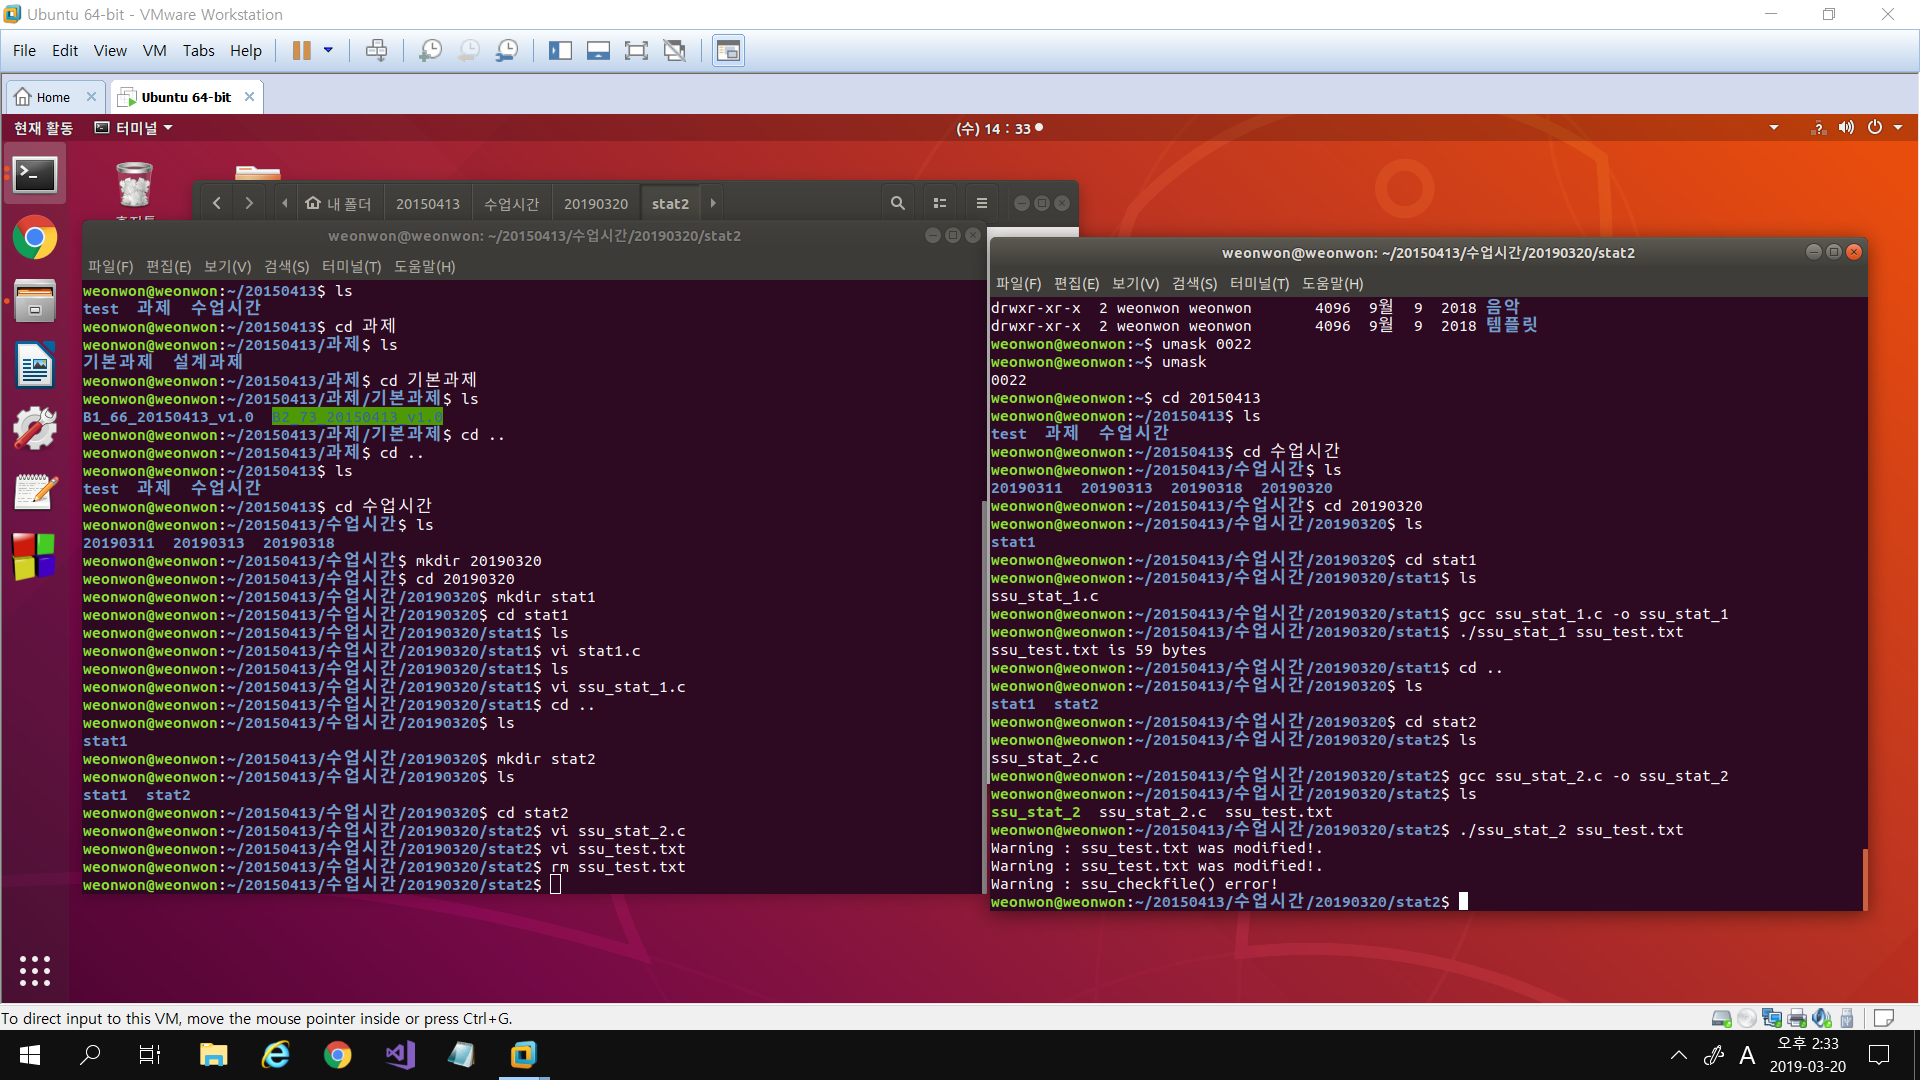 Ubuntu 64-bit - VMware Workstation
File Edit View VM Tabs Help
Home
Ubuntu 64-bit
현재 활동 터미널 (수) 14 : 33
내 폴더 20150413 수업시간 20190320 stat2
weonwon@weonwon: ~/20150413/수업시간/20190320/stat2
파일(F) 편집(E) 보기(V) 검색(S) 터미널(T) 도움말(H)
weonwon@weonwon:~/20150413$ ls
test 과제 수업시간
weonwon@weonwon:~/20150413$ cd 과제
weonwon@weonwon:~/20150413/과제$ ls
기본과제 설계과제
weonwon@weonwon:~/20150413/과제$ cd 기본과제
weonwon@weonwon:~/20150413/과제/기본과제$ ls
B1_66_20150413_v1.0 B2_73_20150413_v1.0
weonwon@weonwon:~/20150413/과제/기본과제$ cd ..
weonwon@weonwon:~/20150413/과제$ cd ..
weonwon@weonwon:~/20150413$ ls
test 과제 수업시간
weonwon@weonwon:~/20150413$ cd 수업시간
weonwon@weonwon:~/20150413/수업시간$ ls
20190311 20190313 20190318
weonwon@weonwon:~/20150413/수업시간$ mkdir 20190320
weonwon@weonwon:~/20150413/수업시간$ cd 20190320
weonwon@weonwon:~/20150413/수업시간/20190320$ mkdir stat1
weonwon@weonwon:~/20150413/수업시간/20190320$ cd stat1
weonwon@weonwon:~/20150413/수업시간/20190320/stat1$ ls
weonwon@weonwon:~/20150413/수업시간/20190320/stat1$ vi stat1.c
weonwon@weonwon:~/20150413/수업시간/20190320/stat1$ ls
weonwon@weonwon:~/20150413/수업시간/20190320/stat1$ vi ssu_stat_1.c
weonwon@weonwon:~/20150413/수업시간/20190320/stat1$ cd ..
weonwon@weonwon:~/20150413/수업시간/20190320$ ls
stat1
weonwon@weonwon:~/20150413/수업시간/20190320$ mkdir stat2
weonwon@weonwon:~/20150413/수업시간/20190320$ ls
stat1 stat2
weonwon@weonwon:~/20150413/수업시간/20190320$ cd stat2
weonwon@weonwon:~/20150413/수업시간/20190320/stat2$ vi ssu_stat_2.c
weonwon@weonwon:~/20150413/수업시간/20190320/stat2$ vi ssu_test.txt
weonwon@weonwon:~/20150413/수업시간/20190320/stat2$ rm ssu_test.txt
weonwon@weonwon:~/20150413/수업시간/20190320/stat2$
weonwon@weonwon: ~/20150413/수업시간/20190320/stat2
파일(F) 편집(E) 보기(V) 검색(S) 터미널(T) 도움말(H)
drwxr-xr-x 2 weonwon weonwon 4096 9월 9 2018 음악
drwxr-xr-x 2 weonwon weonwon 4096 9월 9 2018 템플릿
weonwon@weonwon:~$ umask 0022
weonwon@weonwon:~$ umask
0022
weonwon@weonwon:~$ cd 20150413
weonwon@weonwon:~/20150413$ ls
test 과제 수업시간
weonwon@weonwon:~/20150413$ cd 수업시간
weonwon@weonwon:~/20150413/수업시간$ ls
20190311 20190313 20190318 20190320
weonwon@weonwon:~/20150413/수업시간$ cd 20190320
weonwon@weonwon:~/20150413/수업시간/20190320$ ls
stat1
weonwon@weonwon:~/20150413/수업시간/20190320$ cd stat1
weonwon@weonwon:~/20150413/수업시간/20190320/stat1$ ls
ssu_stat_1.c
weonwon@weonwon:~/20150413/수업시간/20190320/stat1$ gcc ssu_stat_1.c -o ssu_stat_1
weonwon@weonwon:~/20150413/수업시간/20190320/stat1$ ./ssu_stat_1 ssu_test.txt
ssu_test.txt is 59 bytes
weonwon@weonwon:~/20150413/수업시간/20190320/stat1$ cd ..
weonwon@weonwon:~/20150413/수업시간/20190320$ ls
stat1 stat2
weonwon@weonwon:~/20150413/수업시간/20190320$ cd stat2
weonwon@weonwon:~/20150413/수업시간/20190320/stat2$ ls
ssu_stat_2.c
weonwon@weonwon:~/20150413/수업시간/20190320/stat2$ gcc ssu_stat_2.c -o ssu_stat_2
weonwon@weonwon:~/20150413/수업시간/20190320/stat2$ ls
ssu_stat_2 ssu_stat_2.c ssu_test.txt
weonwon@weonwon:~/20150413/수업시간/20190320/stat2$ ./ssu_stat_2 ssu_test.txt
Warning : ssu_test.txt was modified!.
Warning : ssu_test.txt was modified!.
Warning : ssu_checkfile() error!
weonwon@weonwon:~/20150413/수업시간/20190320/stat2$
To direct input to this VM, move the mouse pointer inside or press Ctrl+G.
A
오후 2:33
2019-03-20